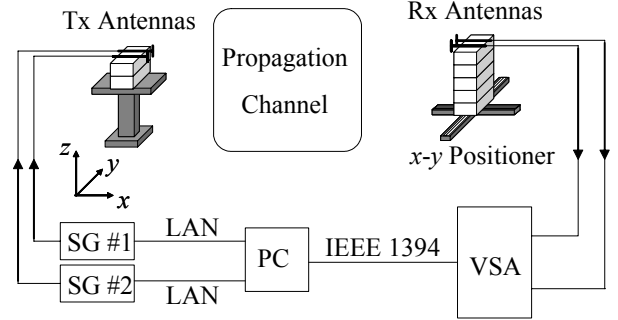 Tx Antennas
Rx Antennas
Propagation
Channel
x-y Positioner
z
y
x
SG #1
LAN
PC
IEEE 1394
VSA
SG #2
LAN